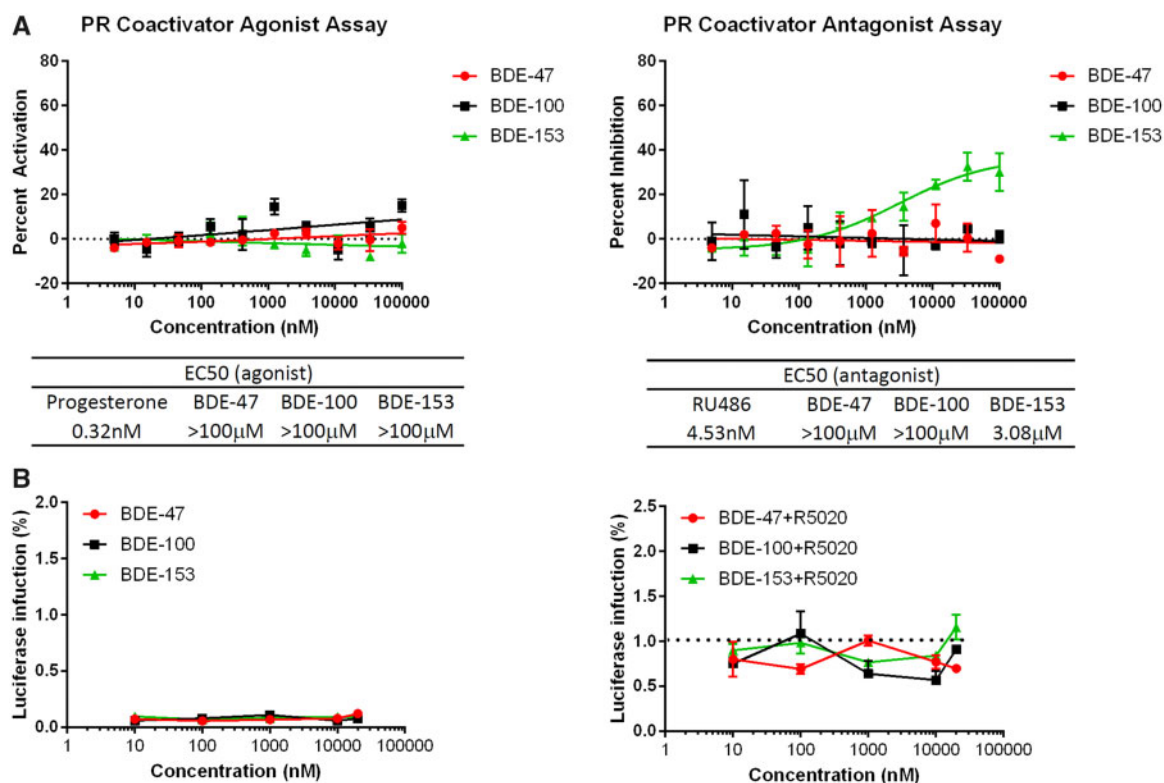 A
PR Coactivator Agonist Assay
80
60
40
20
0
-20
Percent Activation
1 10 100 1000 10000 100000
Concentration (nM)
BDE-47
BDE-100
BDE-153
PR Coactivator Antagonist Assay
80
60
40
20
0
-20
Percent Inhibition
1 10 100 1000 10000 100000
Concentration (nM)
BDE-47
BDE-100
BDE-153
EC50 (agonist)
Progesterone BDE-47 BDE-100 BDE-153
0.32nM >100μM >100μM >100μM
EC50 (antagonist)
RU486 BDE-47 BDE-100 BDE-153
4.53nM >100μM >100μM 3.08μM
B
2.0
1.5
1.0
0.5
0.0
Luciferase infuction (%)
1 10 100 1000 10000 100000
Concentration (nM)
BDE-47
BDE-100
BDE-153
2.5
2.0
1.5
1.0
0.5
0.0
Luciferase infuction (%)
1 10 100 1000 10000 100000
Concentration (nM)
BDE-47+R5020
BDE-100+R5020
BDE-153+R5020